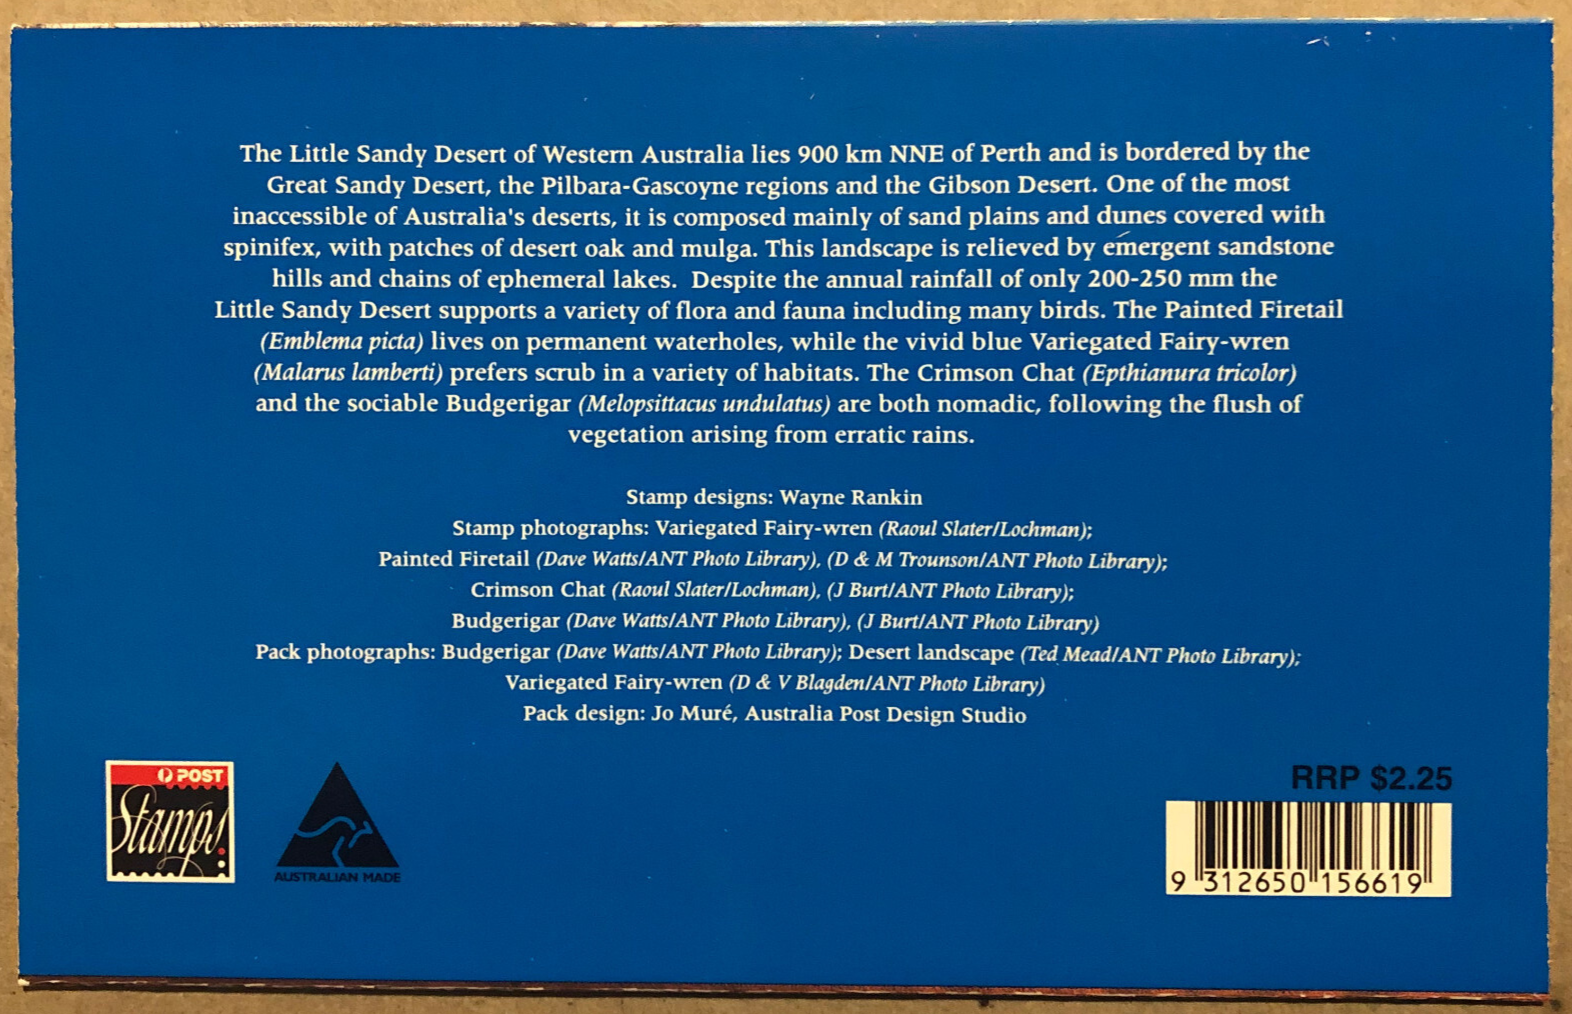 The Little Sandy Desert of Western Australia lies 900 km NNE of Perth and is bordered by the
Great Sandy Desert, the Pilbara-Gascoyne regions and the Gibson Desert. One of the most
inaccessible of Australia's deserts, it is composed mainly of sand plains and dunes covered with
spinifex, with patches of desert oak and mulga. This landscape is relieved by emergent sandstone
hills and chains of ephemeral lakes. Despite the annual rainfall of only 200-250 mm the
Little Sandy Desert supports a variety of flora and fauna including many birds. The Painted Firetail
(Emblema picta) lives on permanent waterholes, while the vivid blue Variegated Fairy-wren
(Malarus lamberti) prefers scrub in a variety of habitats. The Crimson Chat (Epthianura tricolor)
and the sociable Budgerigar (Melopsittacus undulatus) are both nomadic, following the flush of
vegetation arising from erratic rains.
Stamp designs: Wayne Rankin
Stamp photographs: Variegated Fairy-wren (Raoul Slater/Lochman);
Painted Firetail (Dave Watts/ANT Photo Library), (D & M Trounson/ANT Photo Library);
Crimson Chat (Raoul Slater/Lochman), (J Burt/ANT Photo Library);
Budgerigar (Dave Watts/ANT Photo Library), (J Burt/ANT Photo Library)
Pack photographs: Budgerigar (Dave Watts/ANT Photo Library); Desert landscape (Ted Mead/ANT Photo Library);
Variegated Fairy-wren (D & V Blagden/ANT Photo Library)
Pack design: Jo Muré, Australia Post Design Studio
POST
Stamps!
AUSTRALIAN MADE
RRP $2.25
9 312650 156619